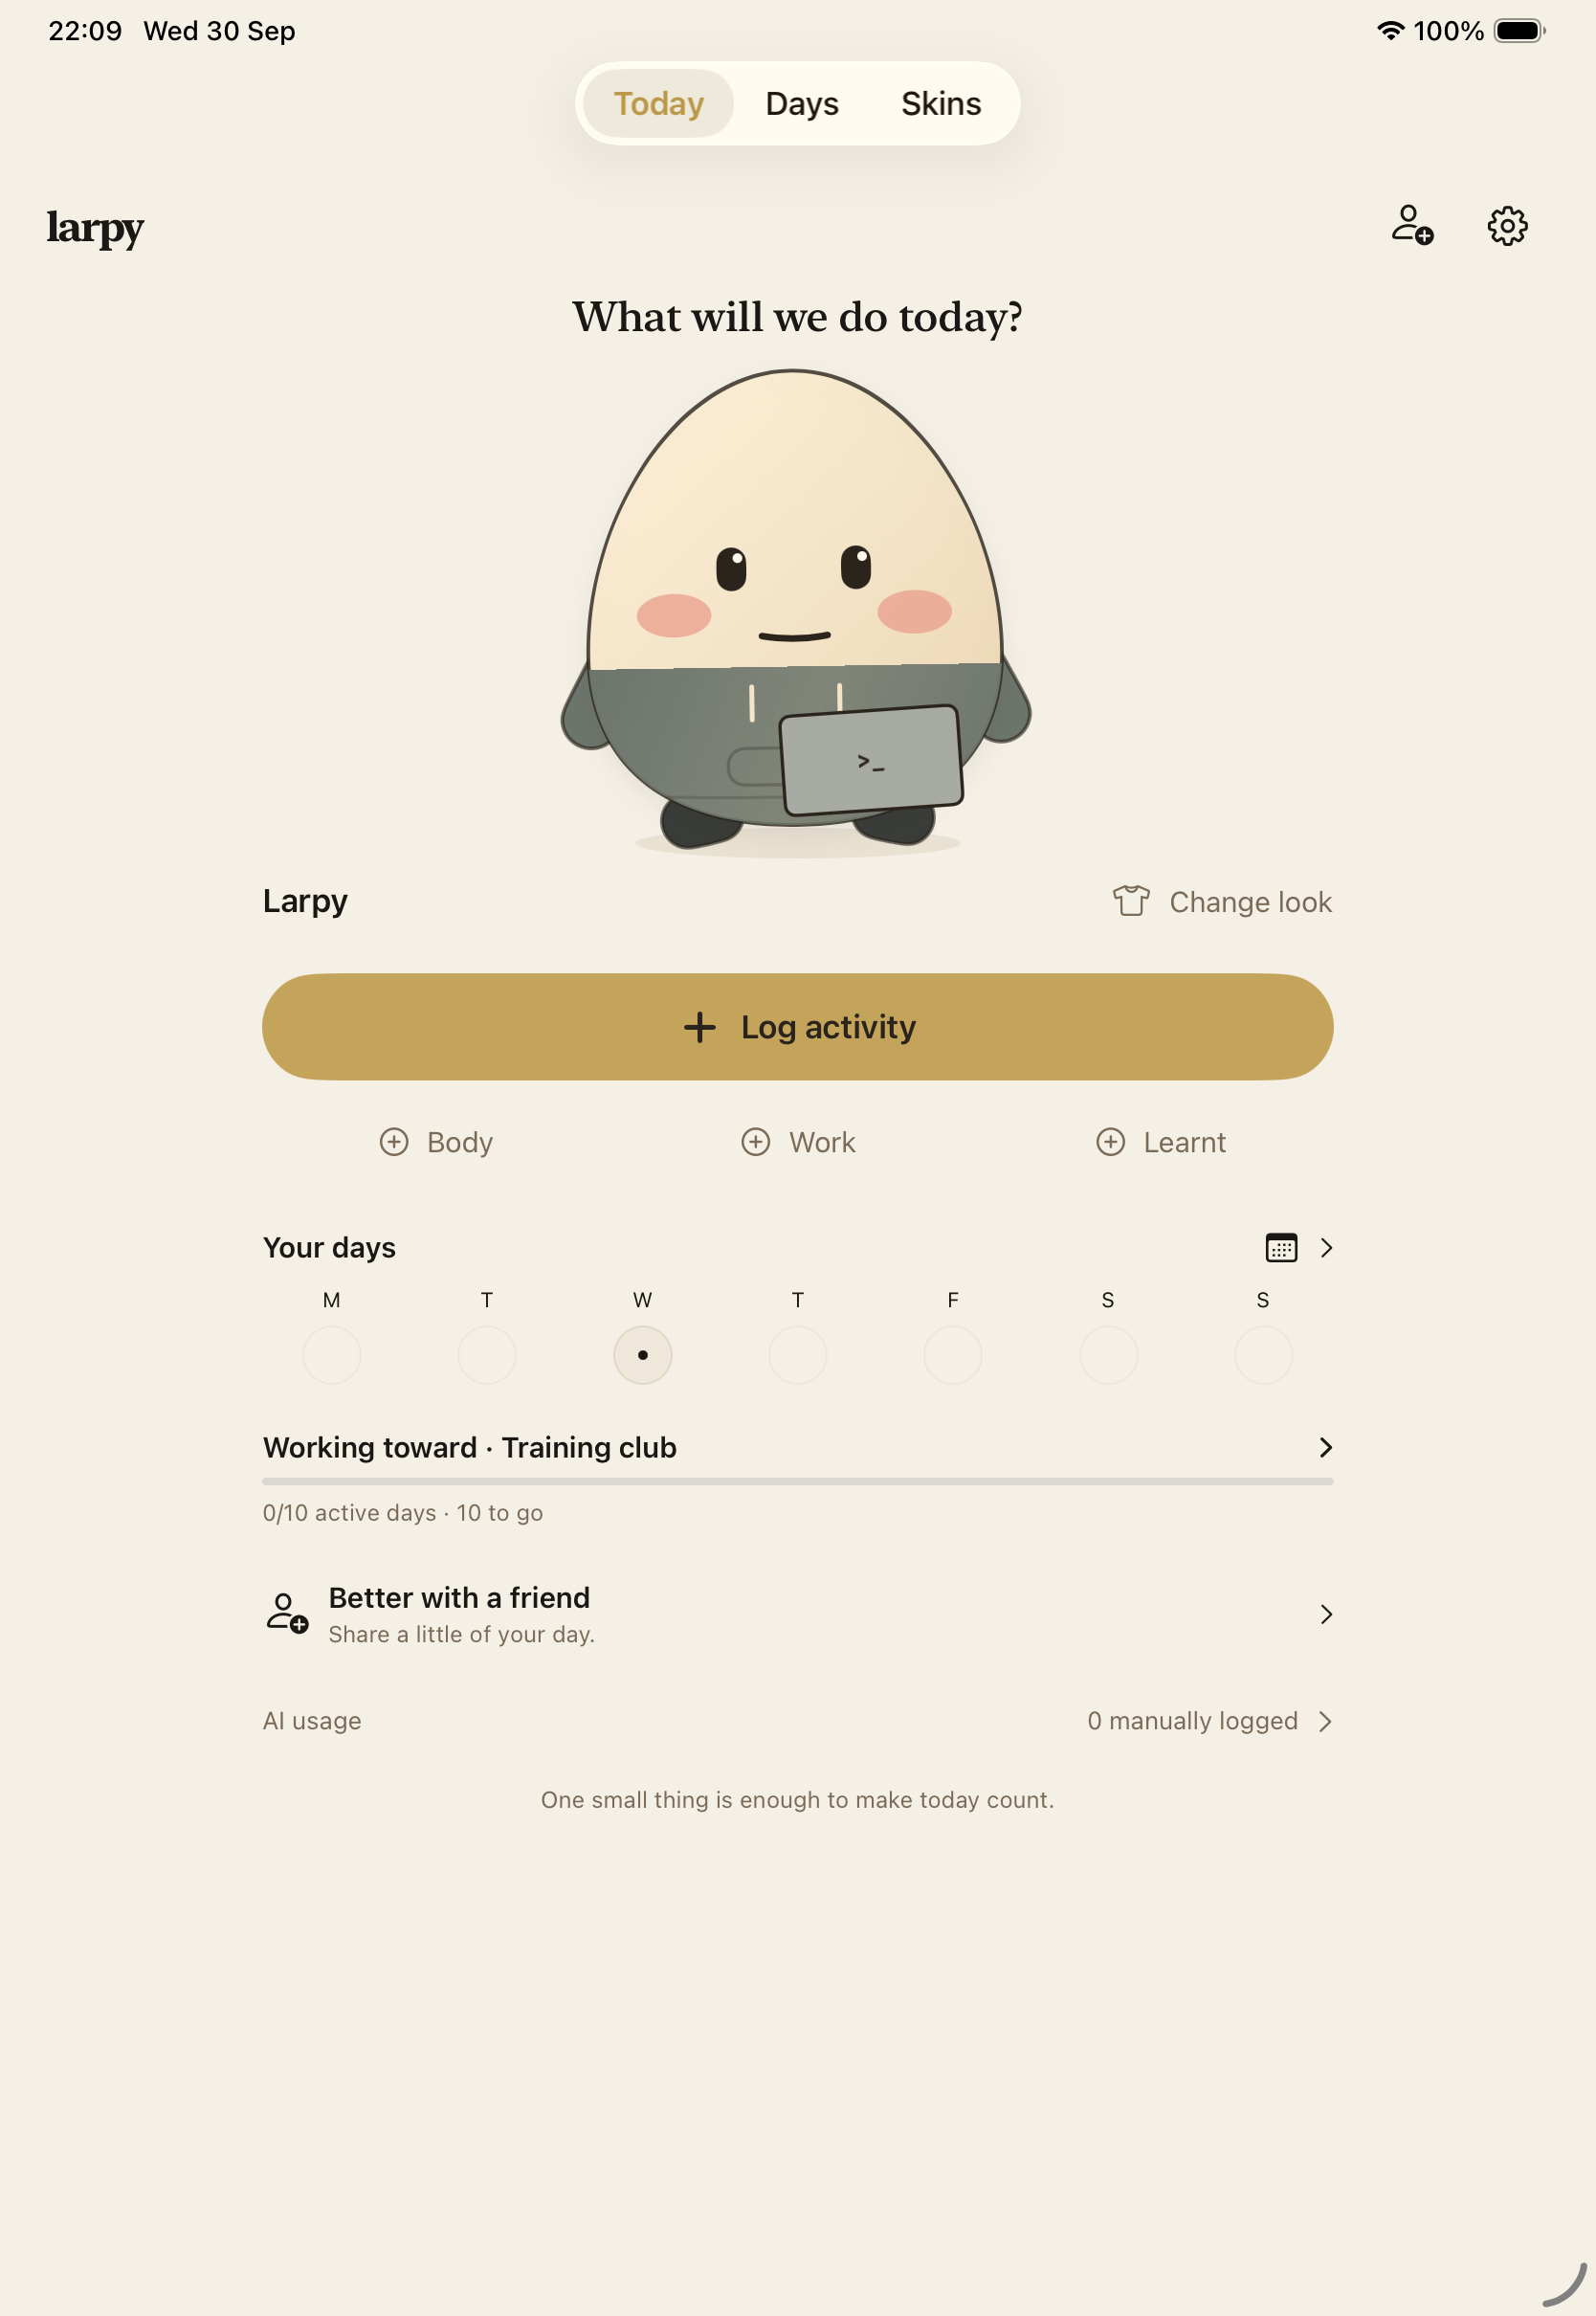 22:09 Wed 30 Sep
100%
Today Days Skins
larpy
What will we do today?
>_
Larpy
Change look
Log activity
Body Work Learnt
Your days
M T W T F S S
Working toward · Training club
0/10 active days · 10 to go
Better with a friend
Share a little of your day.
AI usage
0 manually logged
One small thing is enough to make today count.